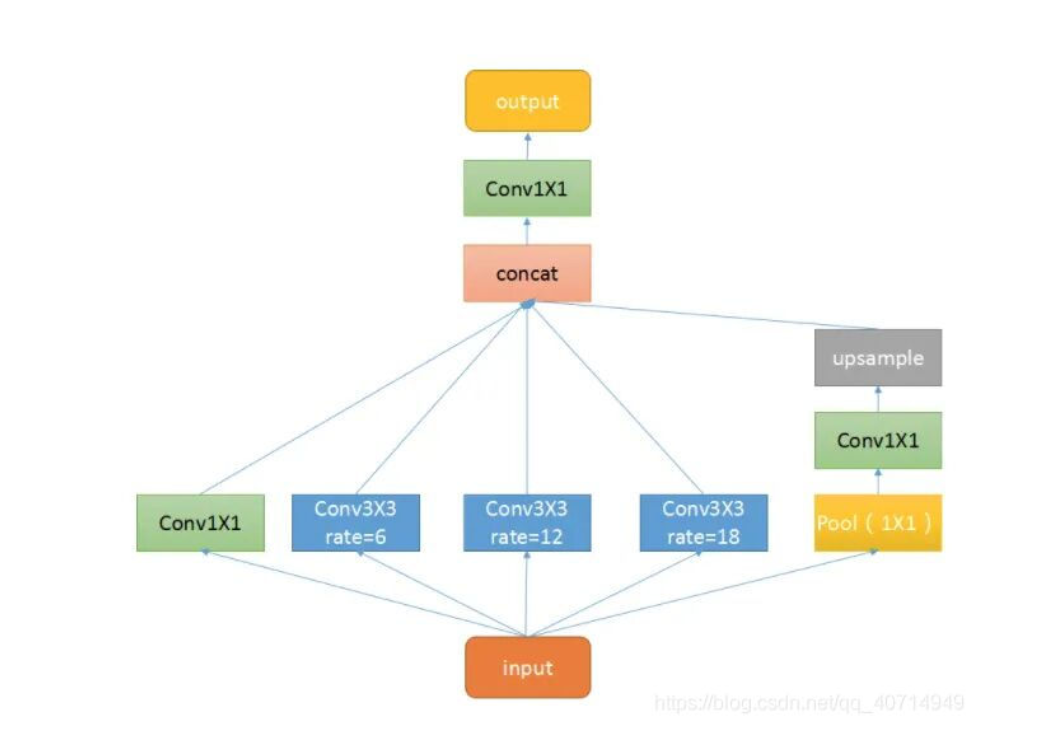 output
Conv1X1
concat
upsample
Conv1X1
Conv1X1
Conv3X3
rate=6
Conv3X3
rate=12
Conv3X3
rate=18
Pool（1X1）
input
https://blog.csdn.net/qq_40714949